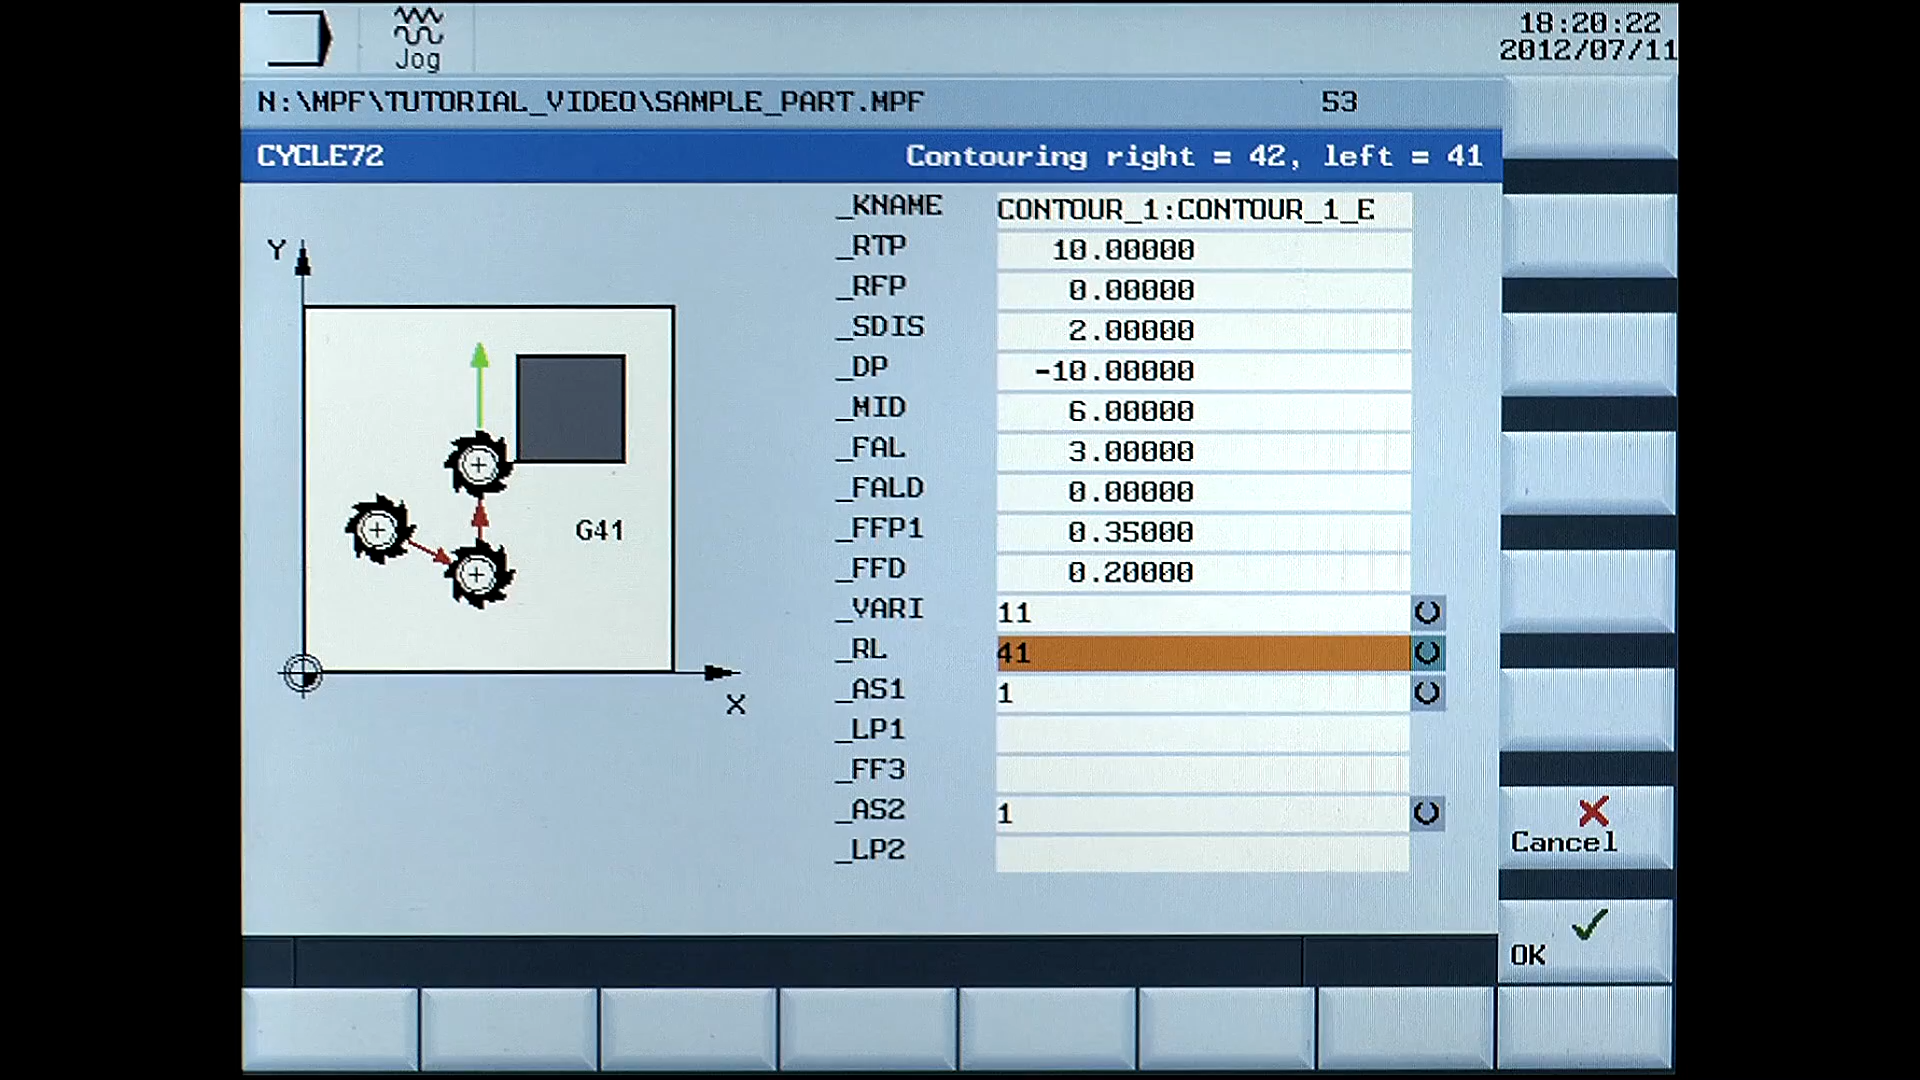 18:20:22
Jog
2012/07/11
N:\MPF\TUTORIAL_VIDEO\SAMPLE_PART.MPF 53
CYCLE72 Contouring right = 42, left = 41
_KNAME CONTOUR_1:CONTOUR_1_E
_RTP 10.00000
_RFP 0.00000
_SDIS 2.00000
_DP -10.00000
_MID 6.00000
_FAL 3.00000
_FALD 0.00000
_FFP1 0.35000
_FFD 0.20000
_VARI 11
_RL 41
_AS1 1
_LP1
_FF3
_AS2 1
_LP2
Y
G41
X
Cancel
OK